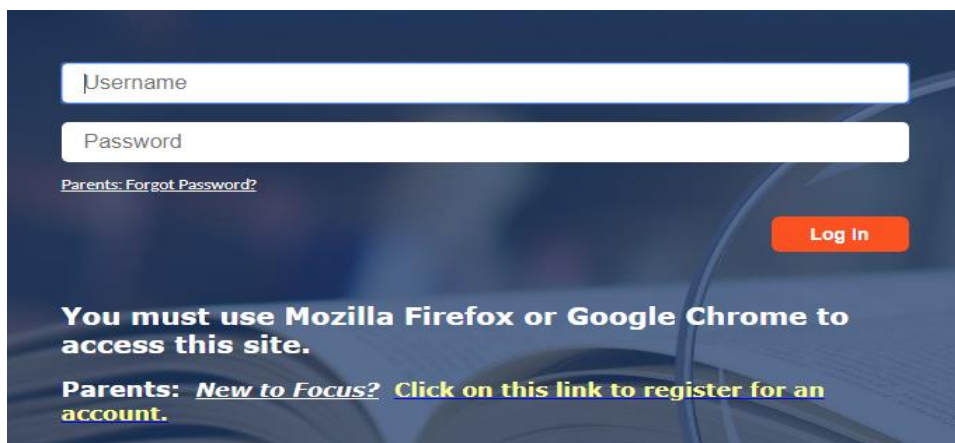 Username
Password
Parents: Forgot Password?
Log In
You must use Mozilla Firefox or Google Chrome to
access this site.
Parents: New to Focus? Click on this link to register for an
account.